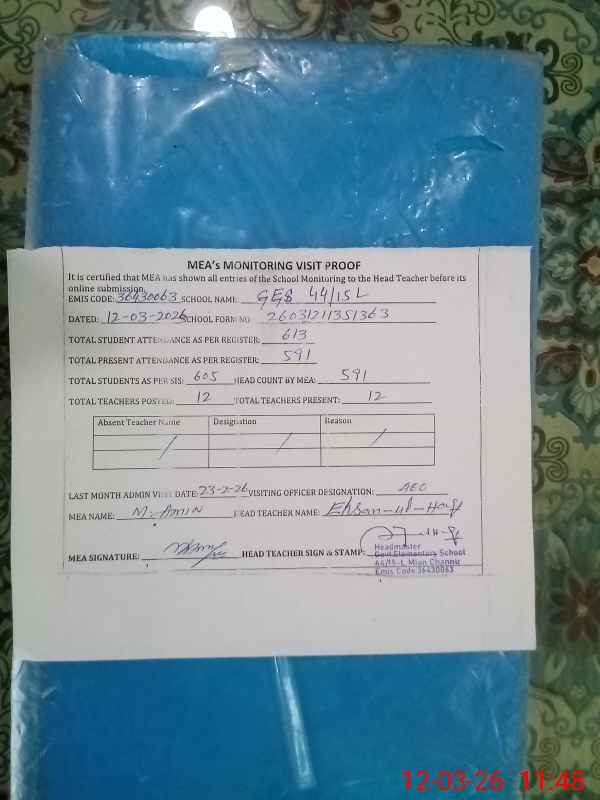 MEA's MONITORING VISIT PROOF
It is certified that MEA has shown all entries of the School Monitoring to the Head Teacher before its
online submission.
EMIS CODE: 36430063 SCHOOL NAME: GES 44/15L
DATED: 12-03-2026 SCHOOL FORM NO: 26031211351363
TOTAL STUDENT ATTENDANCE AS PER REGISTER: 613
TOTAL PRESENT ATTENDANCE AS PER REGISTER: 591
TOTAL STUDENTS AS PER SIS: 605 HEAD COUNT BY MEA: 591
TOTAL TEACHERS POSTED: 12 TOTAL TEACHERS PRESENT: 12
Absent Teacher Name Designation Reason
LAST MONTH ADMIN VISIT DATE: 23-2-26 VISITING OFFICER DESIGNATION: AEO
MEA NAME: M. AMIN HEAD TEACHER NAME: Ehsan-ul-Haq
MEA SIGNATURE: HEAD TEACHER SIGN & STAMP:
Headmaster
Govt Elementary School
44/15-L Mian Channu
Emis Code 36430063
12-03-26 11:48